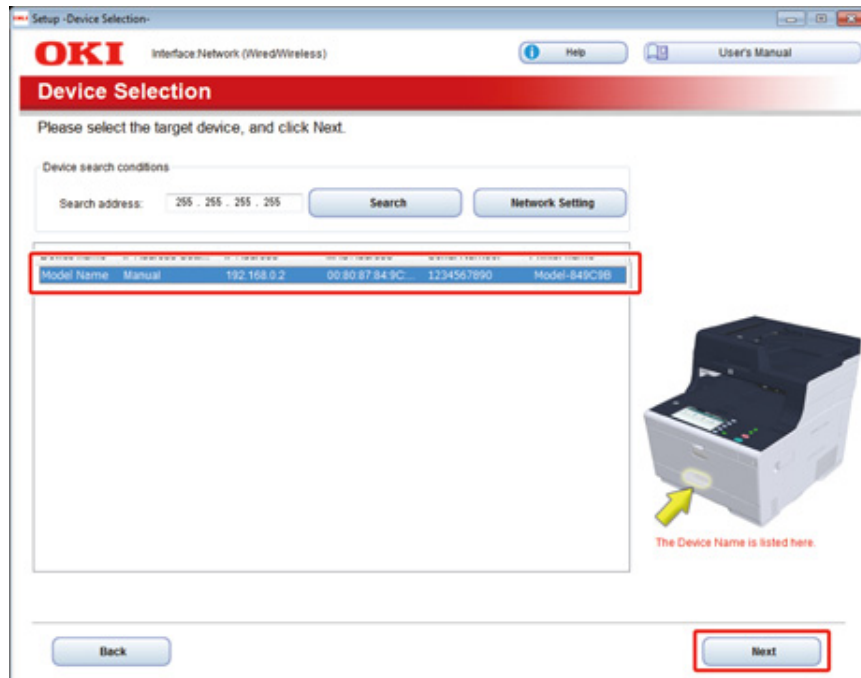 OKI Setup -Device Selection-
OKI Interface:Network (Wired/Wireless) Help User's Manual
Device Selection
Please select the target device, and click Next.
Device search conditions
Search address: 255 . 255 . 255 . 255 Search Network Setting
Model Name Manual 192.168.0.2 00:80:87:84:9C:... 1234567890 Model-849C9B
The Device Name is listed here.
Back Next